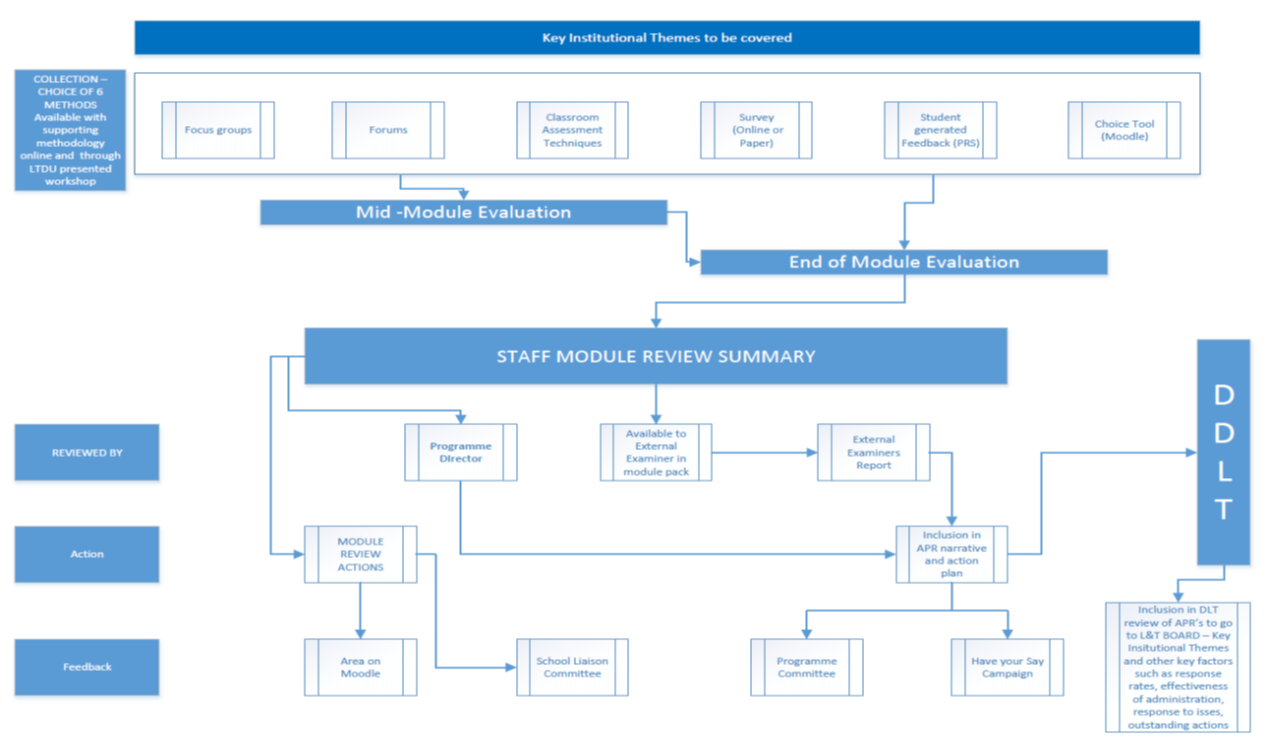 Key Institutional Themes to be covered
COLLECTION –
CHOICE OF 6
METHODS
Available with
supporting
methodology
online and through
LTDU presented
workshop
Focus groups
Forums
Classroom
Assessment
Techniques
Survey
(Online or
Paper)
Student
generated
Feedback (PRS)
Choice Tool
(Moodle)
Mid -Module Evaluation
End of Module Evaluation
STAFF MODULE REVIEW SUMMARY
D
D
L
T
REVIEWED BY
Programme
Director
Available to
External
Examiner in
module pack
External
Examiners
Report
Action
MODULE
REVIEW
ACTIONS
Inclusion in
APR narrative
and action
plan
Feedback
Area on
Moodle
School Liaison
Committee
Programme
Committee
Have your Say
Campaign
Inclusion in DLT
review of APR's to go
to L&T BOARD – Key
Insitutional Themes
and other key factors
such as response
rates, effectiveness
of administration,
response to isses,
outstanding actions